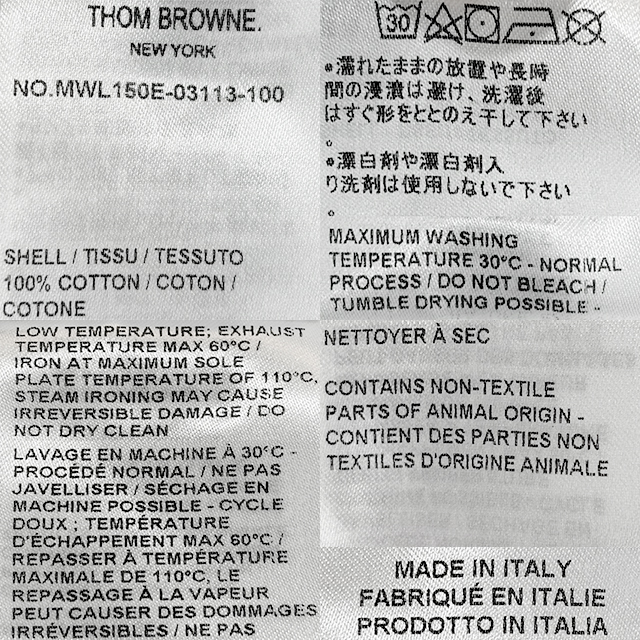 THOM BROWNE.
NEW YORK
NO.MWL150E-03113-100
SHELL / TISSU / TESSUTO
100% COTTON / COTON /
COTONE
30
•濡れたままの放置や長時
間の浸漬は避け、洗濯後
はすぐ形をととのえ干して下さい
。
•漂白剤や漂白剤入
り洗剤は使用しないで下さい
。
MAXIMUM WASHING
TEMPERATURE 30°C - NORMAL
PROCESS / DO NOT BLEACH /
TUMBLE DRYING POSSIBLE -
LOW TEMPERATURE; EXHAUST
TEMPERATURE MAX 60°C /
IRON AT MAXIMUM SOLE
PLATE TEMPERATURE OF 110°C,
STEAM IRONING MAY CAUSE
IRREVERSIBLE DAMAGE / DO
NOT DRY CLEAN
LAVAGE EN MACHINE À 30°C -
PROCÉDÉ NORMAL / NE PAS
JAVELLISER / SÉCHAGE EN
MACHINE POSSIBLE - CYCLE
DOUX ; TEMPÉRATURE
D'ÉCHAPPEMENT MAX 60°C /
REPASSER À TEMPÉRATURE
MAXIMALE DE 110°C, LE
REPASSAGE À LA VAPEUR
PEUT CAUSER DES DOMMAGES
IRRÉVERSIBLES / NE PAS
NETTOYER À SEC
CONTAINS NON-TEXTILE
PARTS OF ANIMAL ORIGIN -
CONTIENT DES PARTIES NON
TEXTILES D'ORIGINE ANIMALE
MADE IN ITALY
FABRIQUÉ EN ITALIE
PRODOTTO IN ITALIA